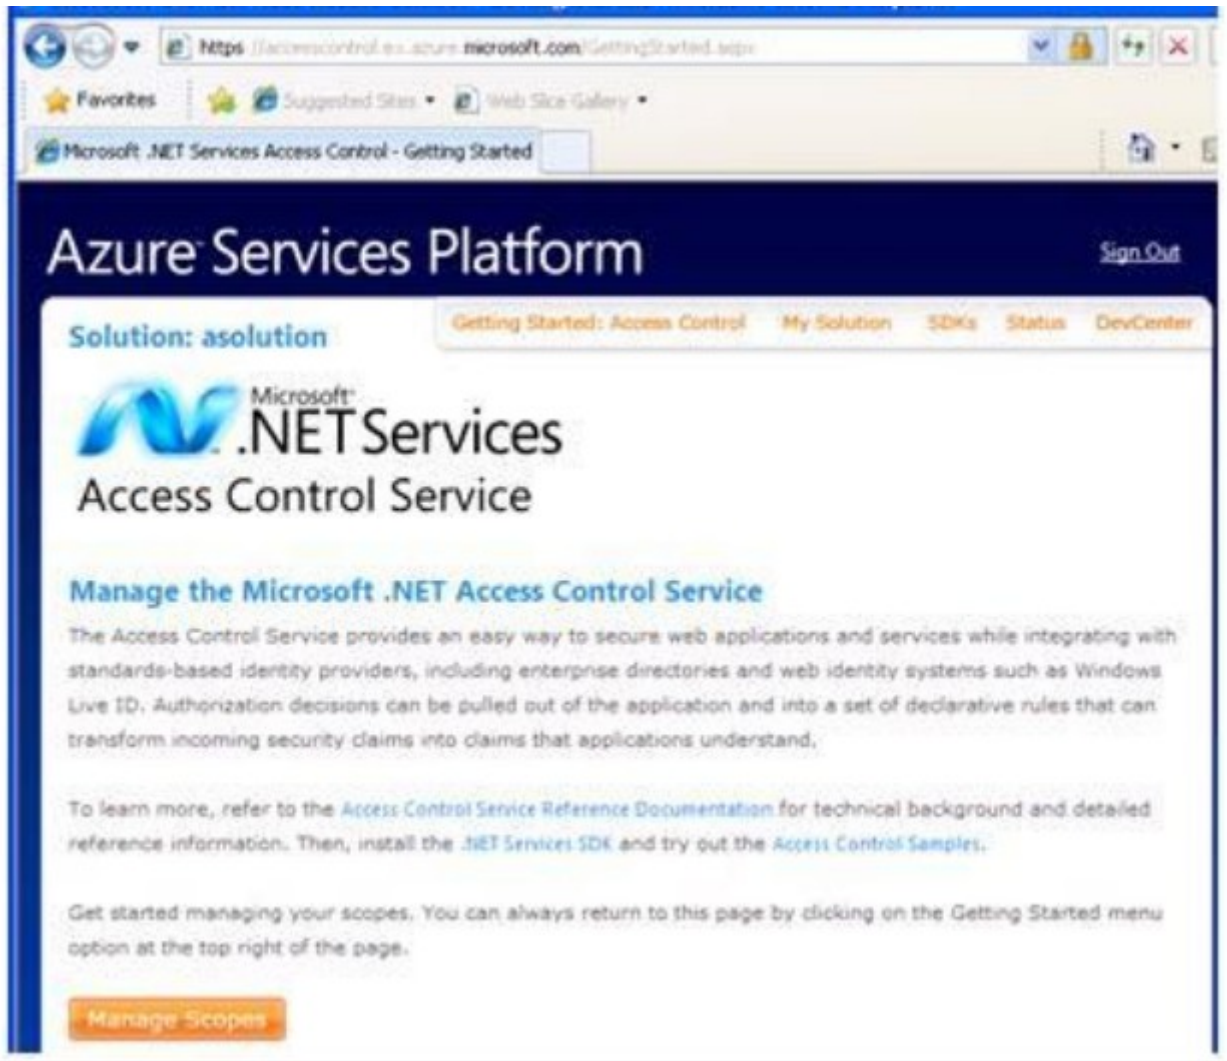 https://accesscontrol.ex.azure.microsoft.com/GettingStarted.aspx
Favorites Suggested Sites Web Slice Gallery
Microsoft .NET Services Access Control - Getting Started
Azure Services Platform
Sign Out
Solution: asolution
Getting Started: Access Control My Solution SDKs Status DevCenter
Microsoft
.NET Services
Access Control Service
Manage the Microsoft .NET Access Control Service
The Access Control Service provides an easy way to secure web applications and services while integrating with
standards-based identity providers, including enterprise directories and web identity systems such as Windows
Live ID. Authorization decisions can be pulled out of the application and into a set of declarative rules that can
transform incoming security claims into claims that applications understand.
To learn more, refer to the Access Control Service Reference Documentation for technical background and detailed
reference information. Then, install the .NET Services SDK and try out the Access Control Samples.
Get started managing your scopes. You can always return to this page by clicking on the Getting Started menu
option at the top right of the page.
Manage Scopes